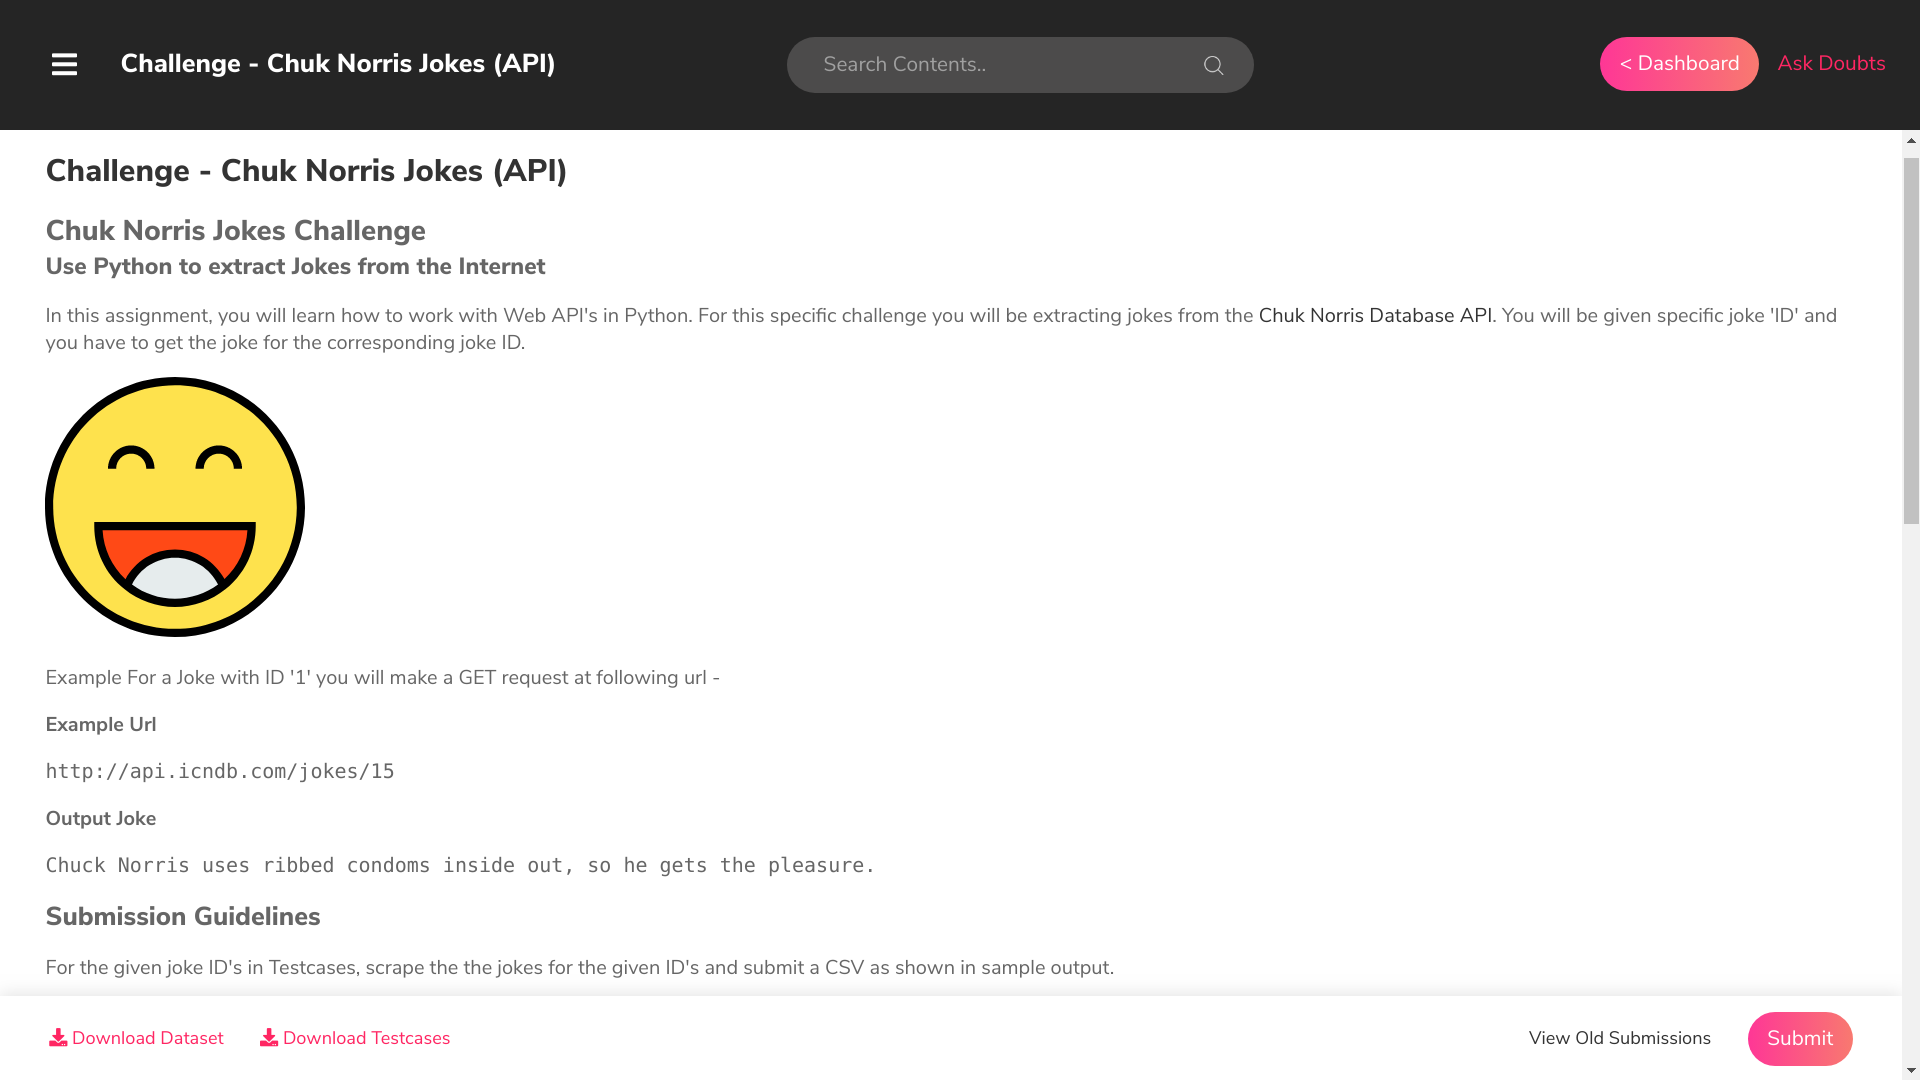 Challenge - Chuk Norris Jokes (API)
Search Contents..
< Dashboard
Ask Doubts
Challenge - Chuk Norris Jokes (API)
Chuk Norris Jokes Challenge
Use Python to extract Jokes from the Internet
In this assignment, you will learn how to work with Web API's in Python. For this specific challenge you will be extracting jokes from the Chuk Norris Database API. You will be given specific joke 'ID' and
you have to get the joke for the corresponding joke ID.
Example For a Joke with ID '1' you will make a GET request at following url -
Example Url
http://api.icndb.com/jokes/15
Output Joke
Chuck Norris uses ribbed condoms inside out, so he gets the pleasure.
Submission Guidelines
For the given joke ID's in Testcases, scrape the the jokes for the given ID's and submit a CSV as shown in sample output.
Download Dataset
Download Testcases
View Old Submissions
Submit